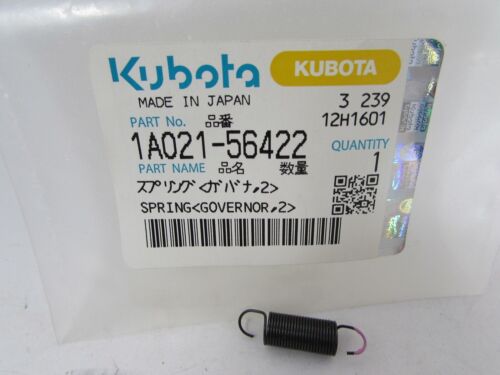 Kubota KUBOTA
MADE IN JAPAN 3 239
PART No. 品番 12H1601
1A021-56422 QUANTITY
PART NAME 品名 数量 1
スプリング<ガバナ,2>
SPRING<GOVERNOR,2>